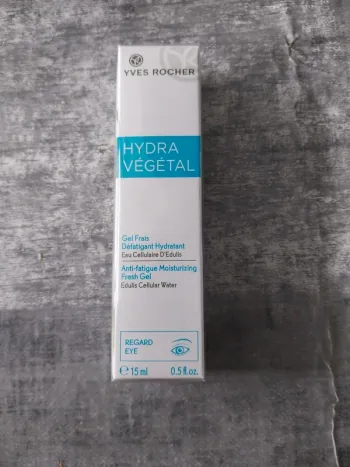 YVES ROCHER
HYDRA
VÉGÉTAL
Gel Frais
Défatigant Hydratant
Eau Cellulaire D'Edulis
Anti-fatigue Moisturizing
Fresh Gel
Edulis Cellular Water
REGARD
EYE
℮ 15 ml 0.5 fl.oz.